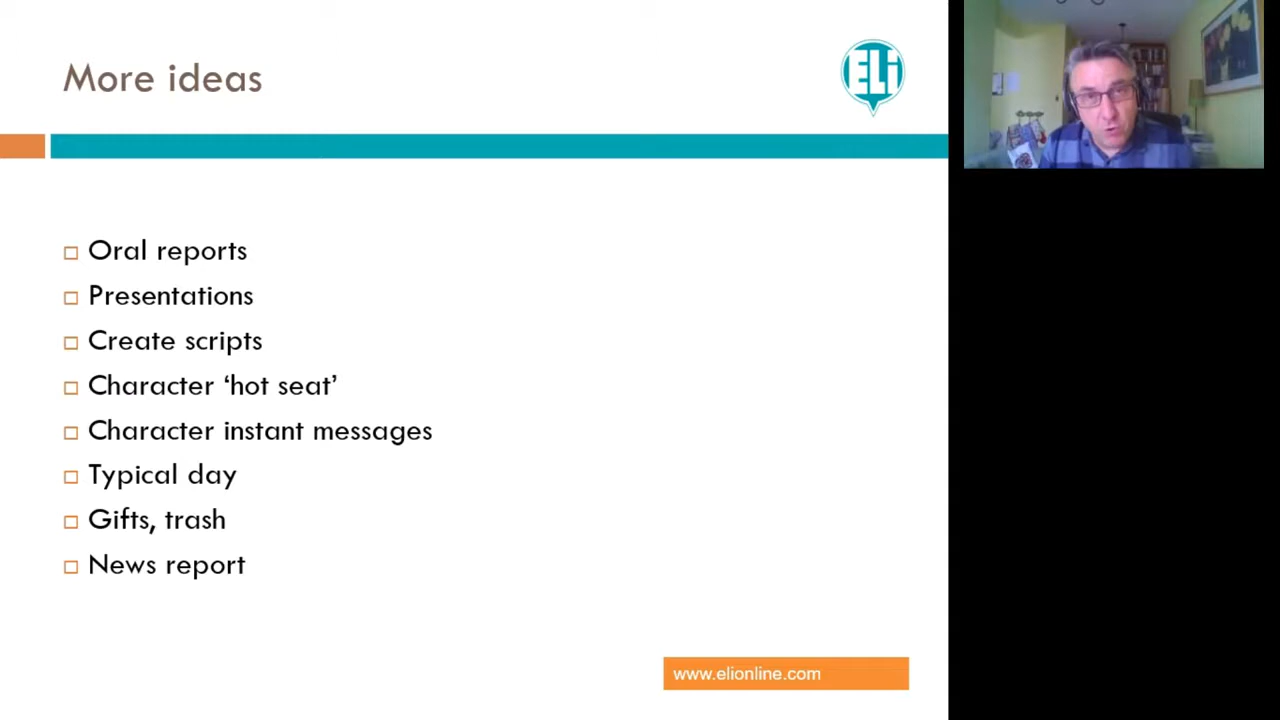 More ideas
ELi
Oral reports
Presentations
Create scripts
Character ‘hot seat’
Character instant messages
Typical day
Gifts, trash
News report
www.elionline.com